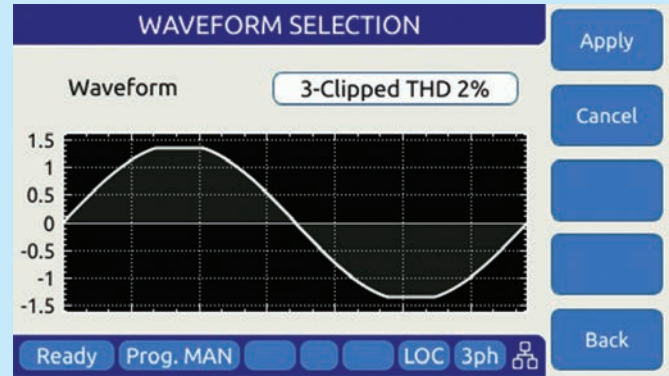 WAVEFORM SELECTION
Waveform
3-Clipped THD 2%
1.5
1
0.5
0
-0.5
-1
-1.5
Ready
Prog. MAN
LOC
3ph
Apply
Cancel
Back